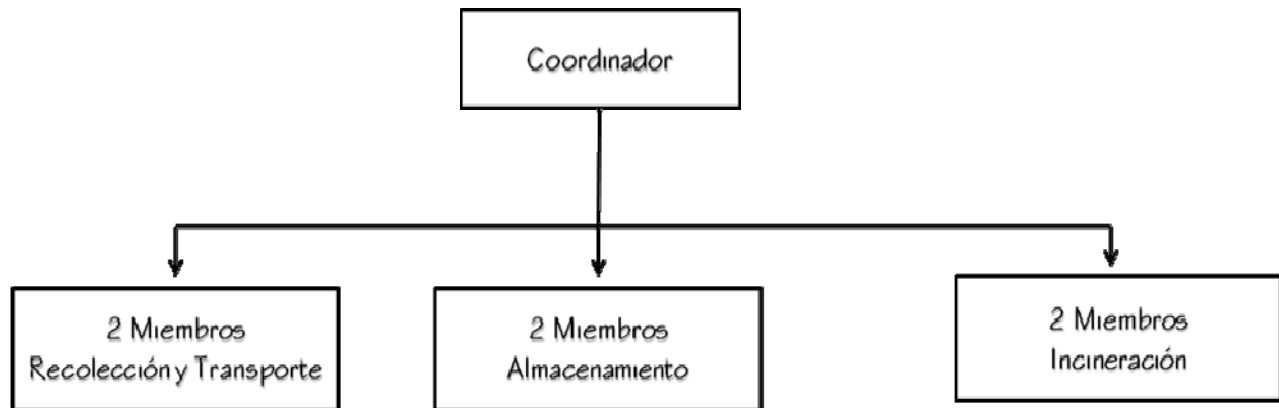 Coordinador
2 Miembros
Recolección y Transporte
2 Miembros
Almacenamiento
2 Miembros
Incineración